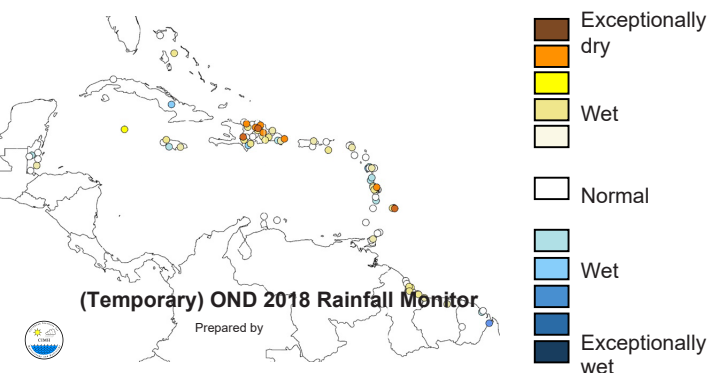 Exceptionally
dry
Wet
Normal
Wet
(Temporary) OND 2018 Rainfall Monitor
Prepared by
CIMH
Exceptionally
wet